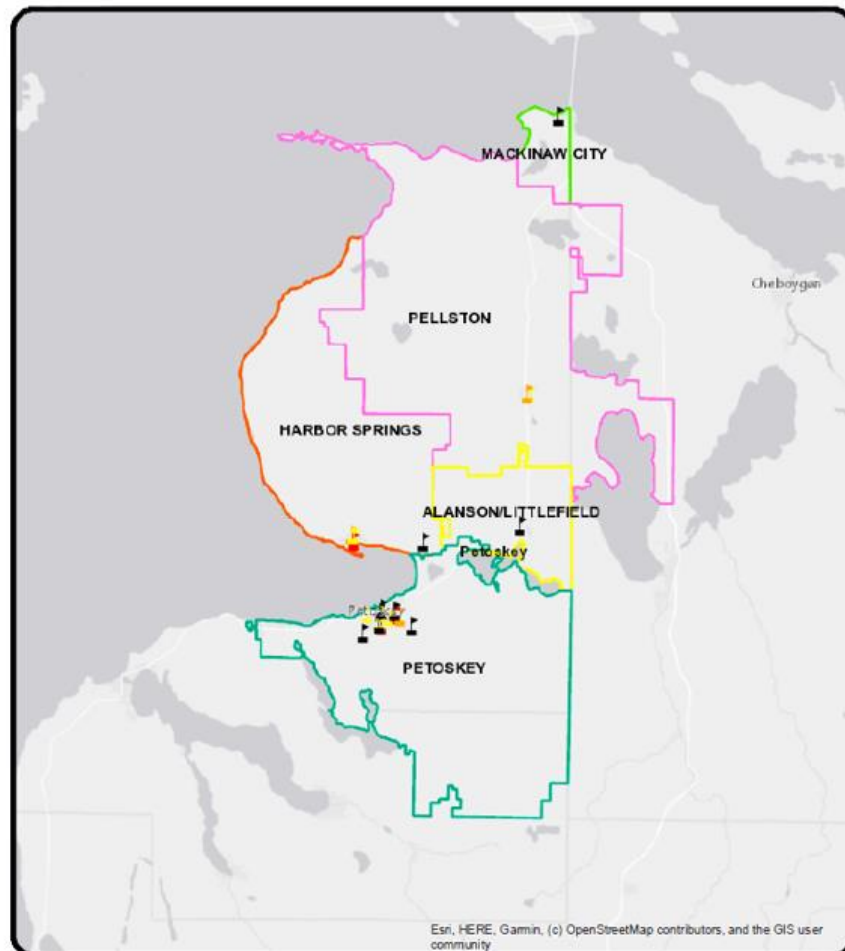 MACKINAW CITY
Cheboygan
PELLSTON
HARBOR SPRINGS
ALANSON/LITTLEFIELD
Petoskey
PETOSKEY
Esri, HERE, Garmin, (c) OpenStreetMap contributors, and the GIS user
community